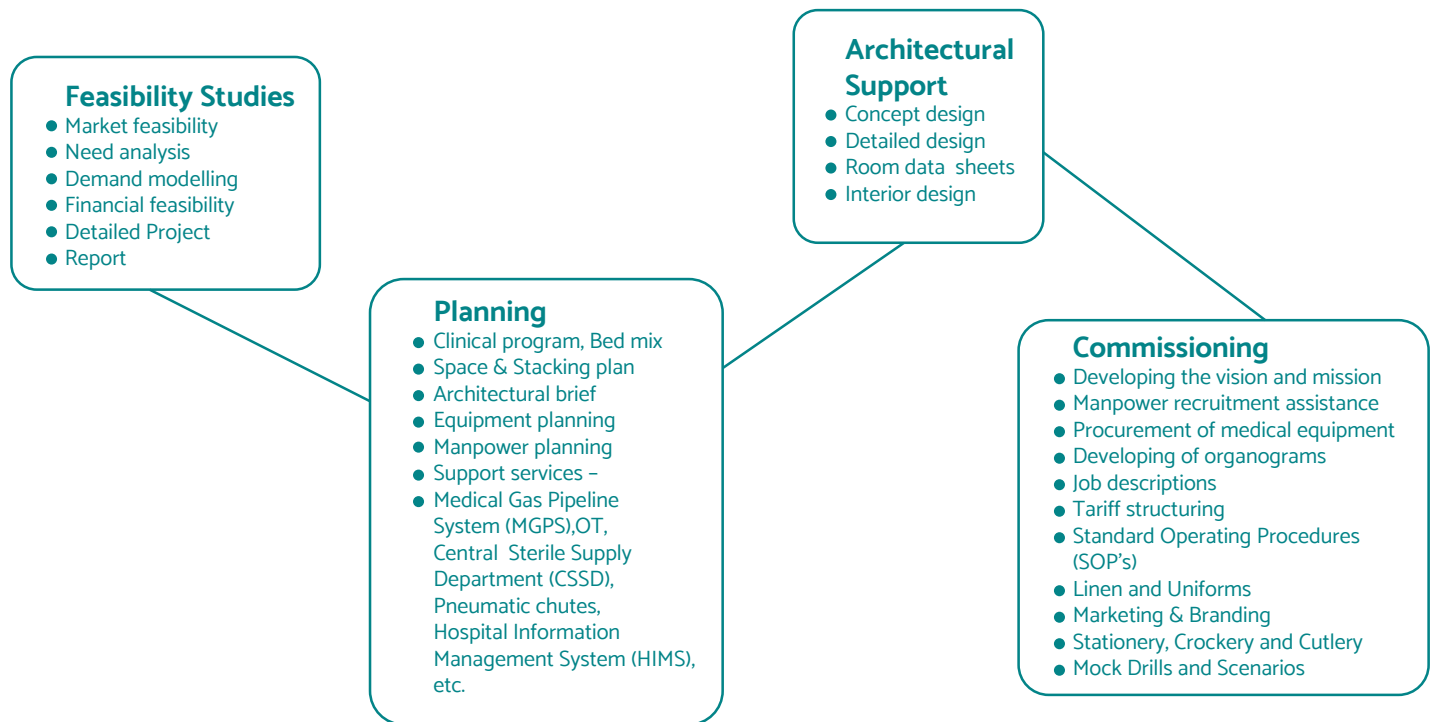 Feasibility Studies
Market feasibility
Need analysis
Demand modelling
Financial feasibility
Detailed Project
Report
Planning
Clinical program, Bed mix
Space & Stacking plan
Architectural brief
Equipment planning
Manpower planning
Support services –
Medical Gas Pipeline
System (MGPS),OT,
Central Sterile Supply
Department (CSSD),
Pneumatic chutes,
Hospital Information
Management System (HIMS),
etc.
Architectural
Support
Concept design
Detailed design
Room data sheets
Interior design
Commissioning
Developing the vision and mission
Manpower recruitment assistance
Procurement of medical equipment
Developing of organograms
Job descriptions
Tariff structuring
Standard Operating Procedures
(SOP's)
Linen and Uniforms
Marketing & Branding
Stationery, Crockery and Cutlery
Mock Drills and Scenarios